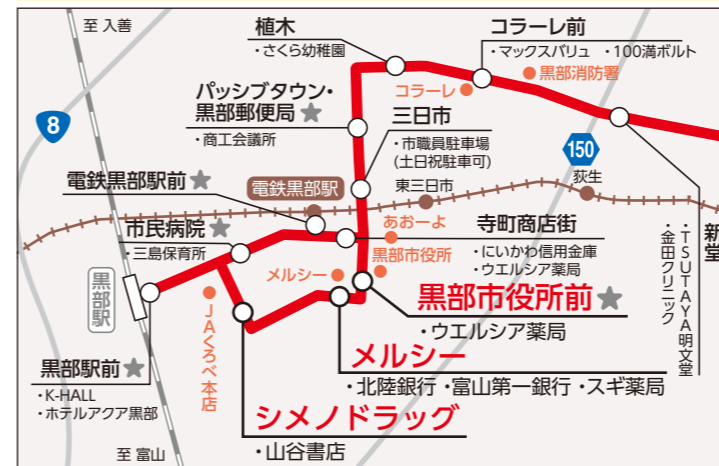 至 入善
植木
・さくら幼稚園
コラーレ前
・マックスバリュ ・100満ボルト
黒部消防署
コラーレ
8
パッシブタウン・
黒部郵便局★
・商工会議所
三日市
・市職員駐車場
(土日祝駐車可)
150
荻生
電鉄黒部駅前★
電鉄黒部駅
東三日市
市民病院★
・三島保育所
あおーよ
黒部市役所
寺町商店街
・にいかわ信用金庫
・ウエルシア薬局
新堂
・TSUTAYA明文堂
・金田クリニック
メルシー
黒部市役所前★
・ウエルシア薬局
黒部駅
JAくろべ本店
メルシー
・北陸銀行・富山第一銀行・スギ薬局
黒部駅前★
・K-HALL
・ホテルアクア黒部
シメノドラッグ
・山谷書店
至 富山